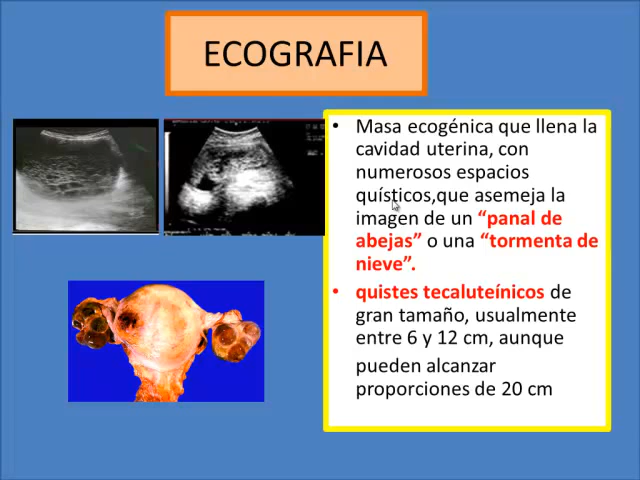 ECOGRAFIA
• Masa ecogénica que llena la
cavidad uterina, con
numerosos espacios
quísticos,que asemeja la
imagen de un “panal de
abejas” o una “tormenta de
nieve”.
• quistes tecaluteínicos de
gran tamaño, usualmente
entre 6 y 12 cm, aunque
pueden alcanzar
proporciones de 20 cm